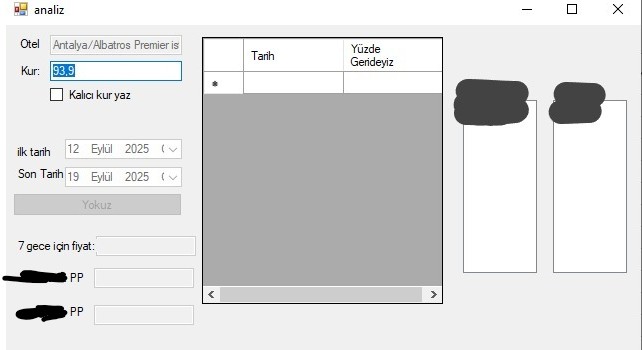 analiz
Otel
Antalya/Albatros Premier is
Kur:
93,9
Kalıcı kur yaz
ilk tarih
12 Eylül 2025
Son Tarih
19 Eylül 2025
Yokuz
7 gece için fiyat:
PP
PP
Tarih
Yüzde
Gerideyiz